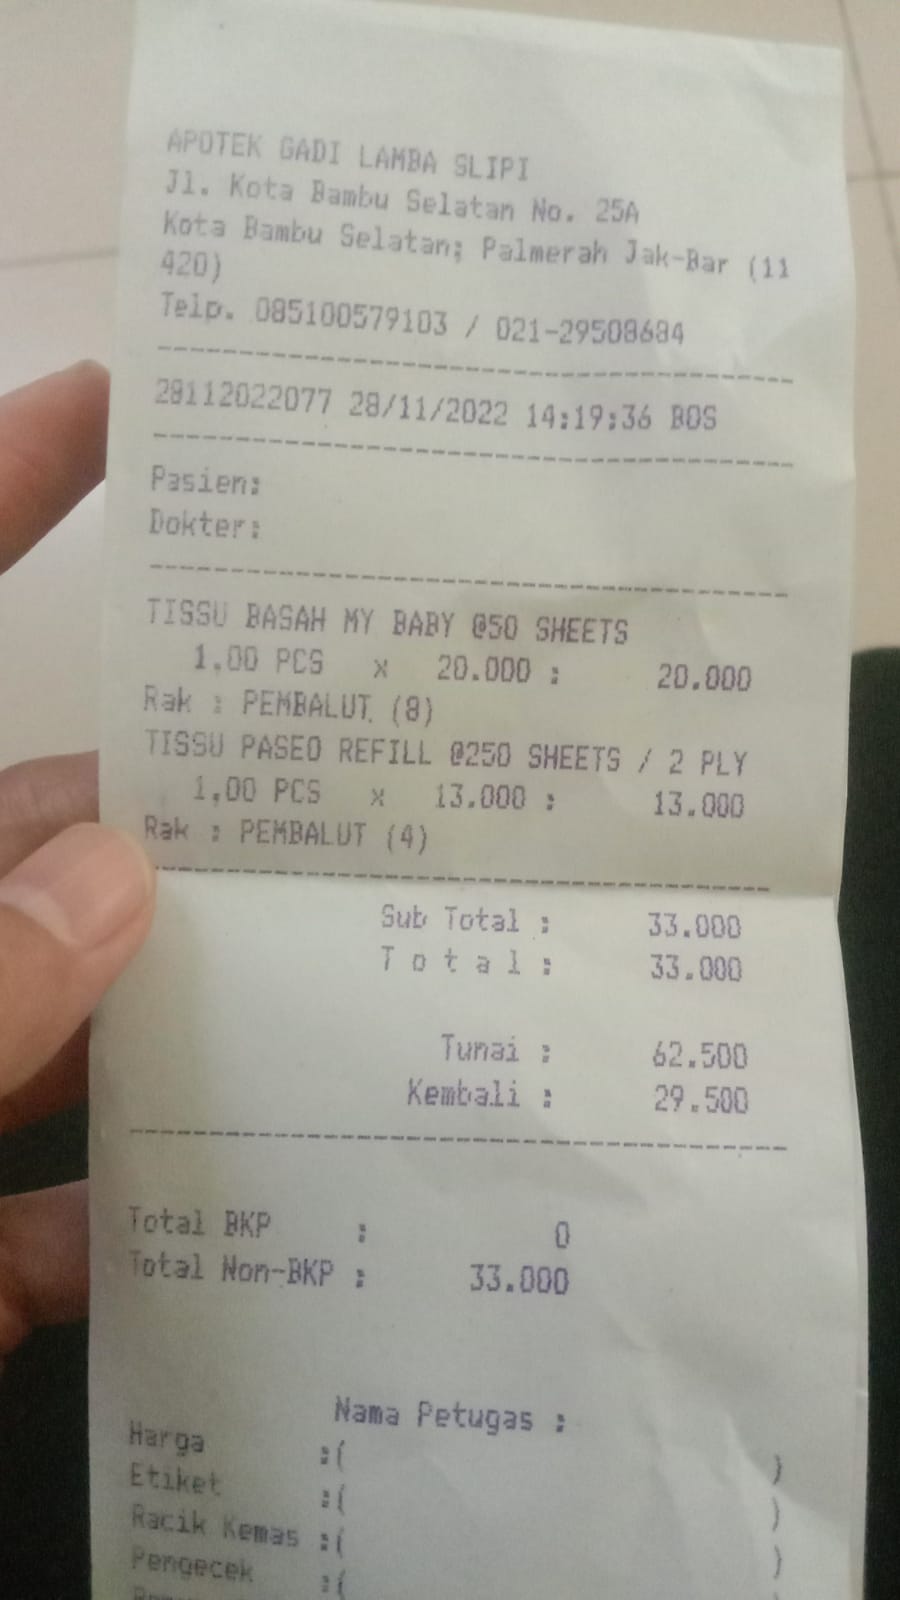 APOTEK GADI LAMBA SLIPI
Jl. Kota Bambu Selatan No. 25A
Kota Bambu Selatan; Palmerah Jak-Bar (11
420)
Telp. 085100579103 / 021-29508684
28112022077 28/11/2022 14:19:36 BOS
Pasien:
Dokter:
TISSU BASAH MY BABY @50 SHEETS
1.00 PCS x 20.000 : 20.000
Rak : PEMBALUT (8)
TISSU PASEO REFILL @250 SHEETS / 2 PLY
1.00 PCS x 13.000 : 13.000
Rak : PEMBALUT (4)
Sub Total : 33.000
T o t a l : 33.000
Tunai : 62.500
Kembali : 29.500
Total BKP : 0
Total Non-BKP : 33.000
Nama Petugas :
Harga :( )
Etiket :( )
Racik Kemas :( )
Pengecek :(